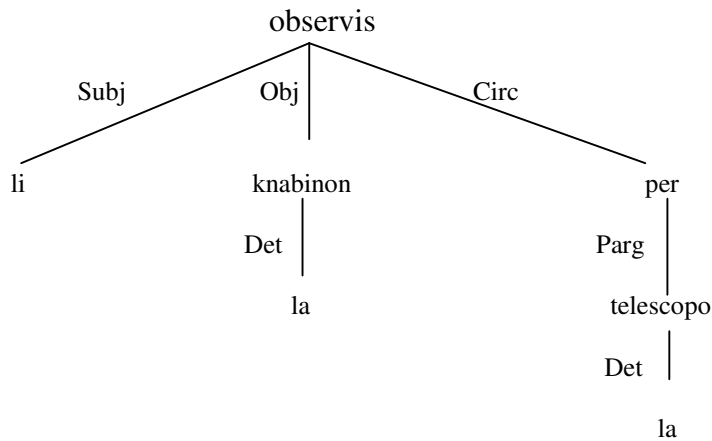 observis
Subj Obj Circ
li knabinon per
Det Parg
la telescopo
Det
la